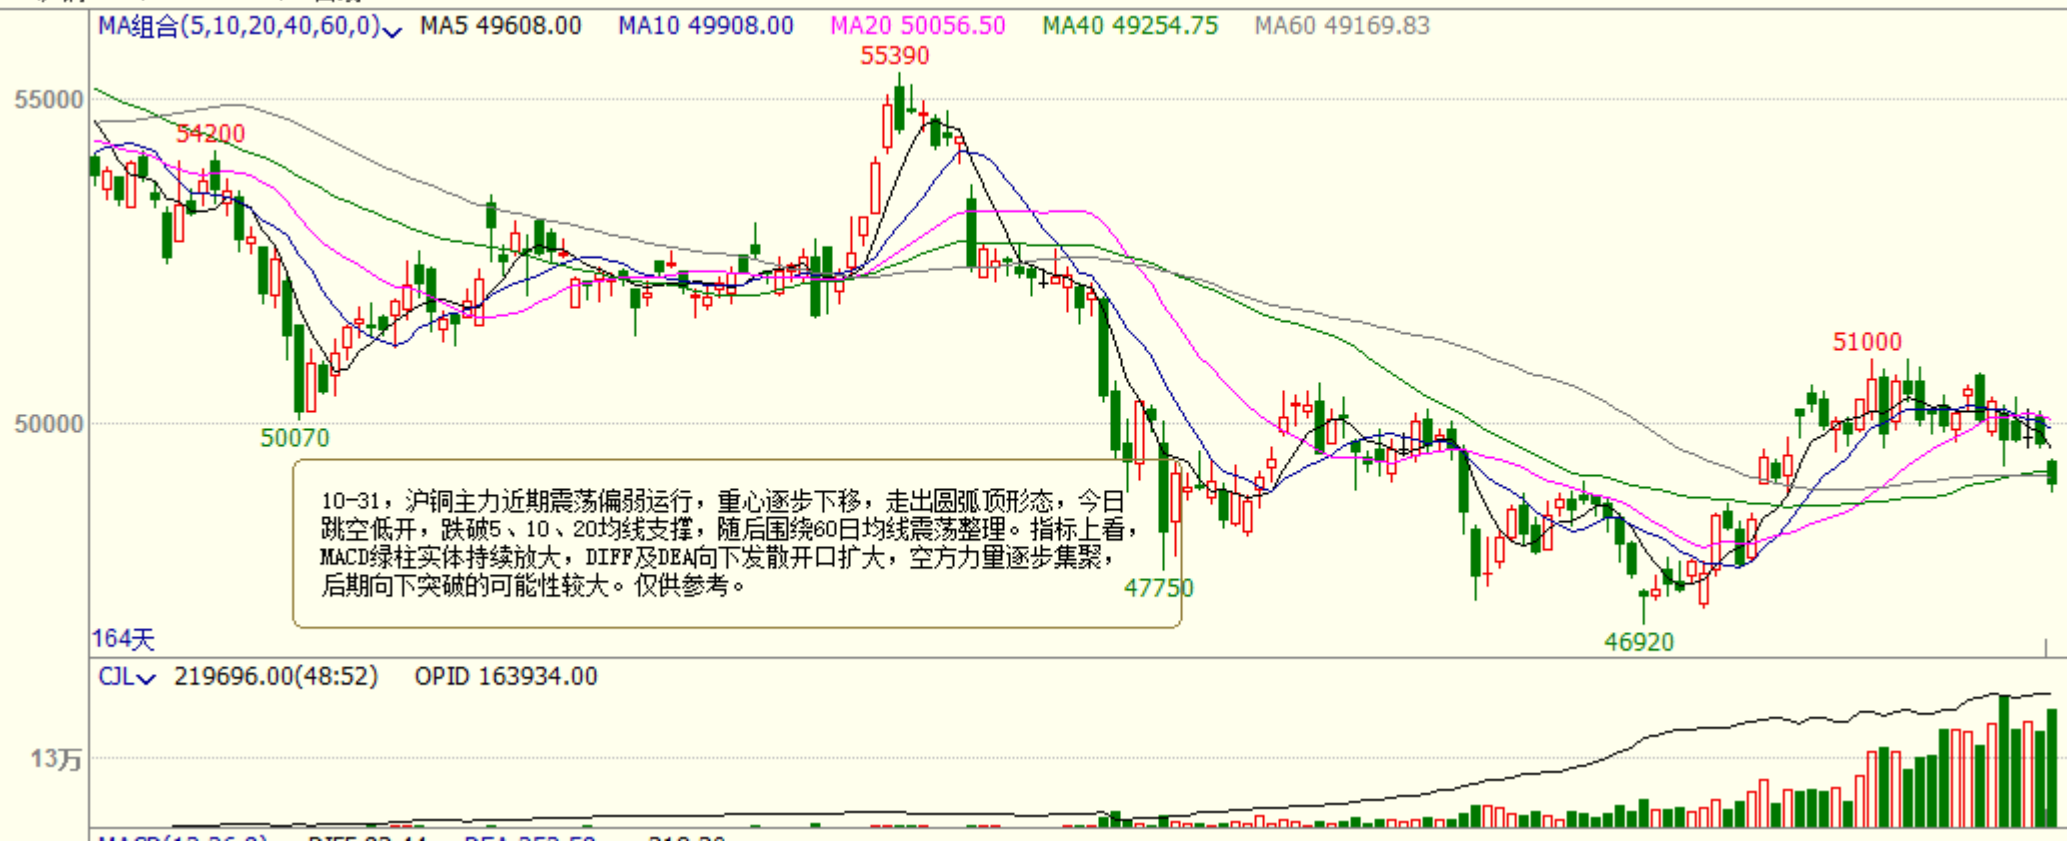 MA组合(5,10,20,40,60,0) MA5 49608.00 MA10 49908.00 MA20 50056.50 MA40 49254.75 MA60 49169.83
55390
55000
54200
51000
50000
50070
10-31，沪铜主力近期震荡偏弱运行，重心逐步下移，走出圆弧顶形态，今日
跳空低开，跌破5、10、20均线支撑，随后围绕60日均线震荡整理。指标上看，
MACD绿柱实体持续放大，DIFF及DEA向下发散开口扩大，空方力量逐步集聚，
后期向下突破的可能性较大。仅供参考。
47750
164天
46920
CJL 219696.00(48:52) OPID 163934.00
13万